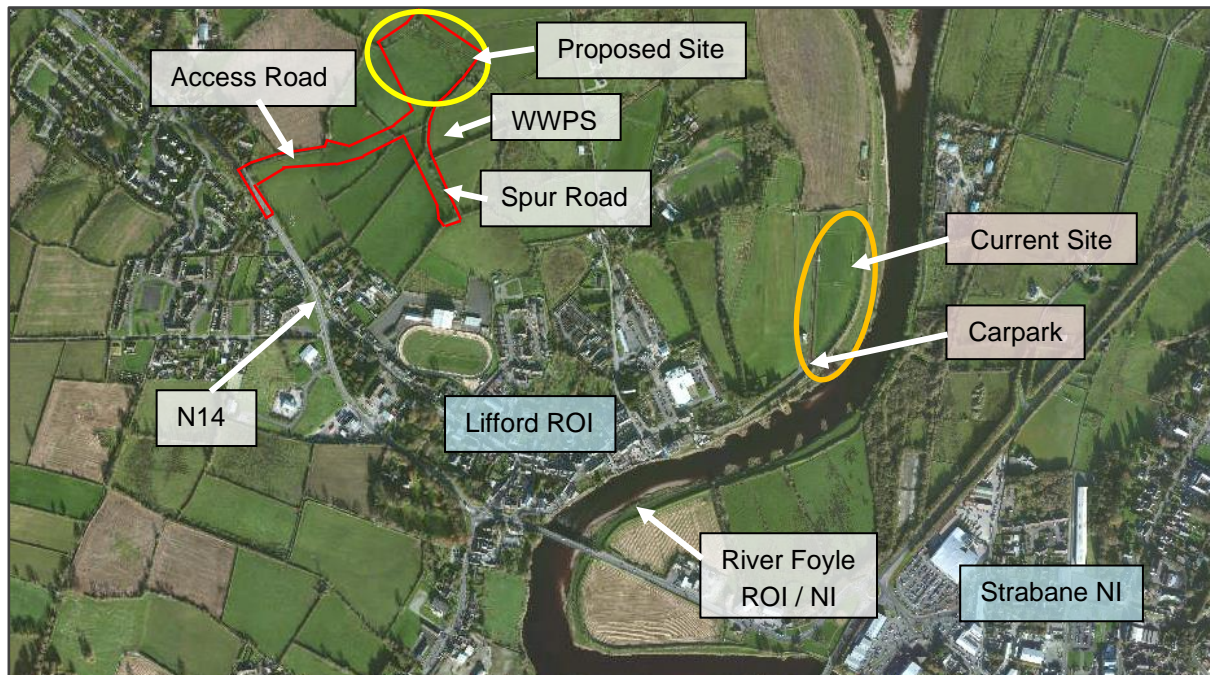 Proposed Site
Access Road
WWPS
Spur Road
Current Site
Carpark
N14
Lifford ROI
River Foyle
ROI / NI
Strabane NI